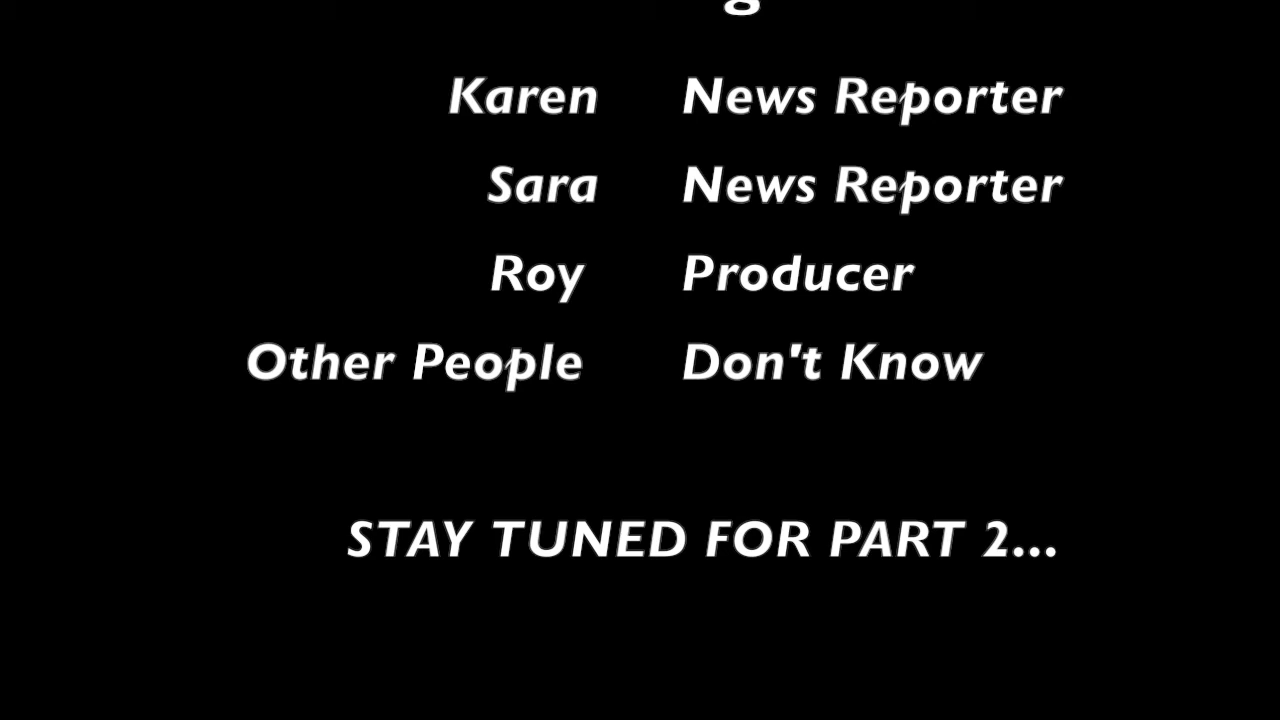 Karen News Reporter
Sara News Reporter
Roy Producer
Other People Don't Know
STAY TUNED FOR PART 2...